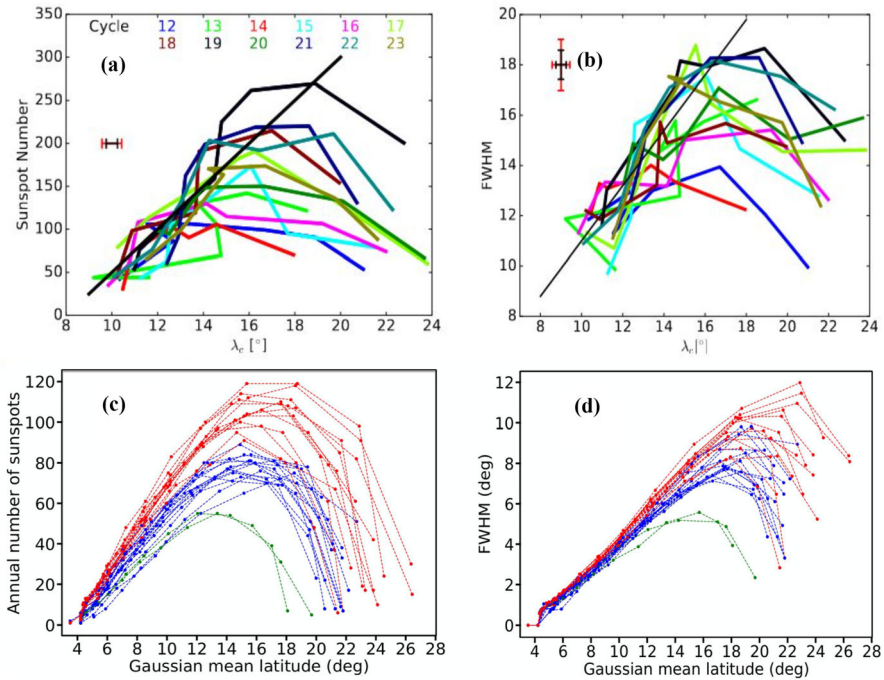 350
300
250
200
150
100
50
0
Sunspot Number
Cycle 12 13 14 15 16 17
18 19 20 21 22 23
(a)
8 10 12 14 16 18 20 22 24
λe [°]
20
18
16
14
12
10
8
FWHM
(b)
8 10 12 14 16 18 20 22 24
λe|°|
120
100
80
60
40
20
0
Annual number of sunspots
(c)
4 6 8 10 12 14 16 18 20 22 24 26 28
Gaussian mean latitude (deg)
12
10
8
6
4
2
0
FWHM (deg)
(d)
4 6 8 10 12 14 16 18 20 22 24 26 28
Gaussian mean latitude (deg)